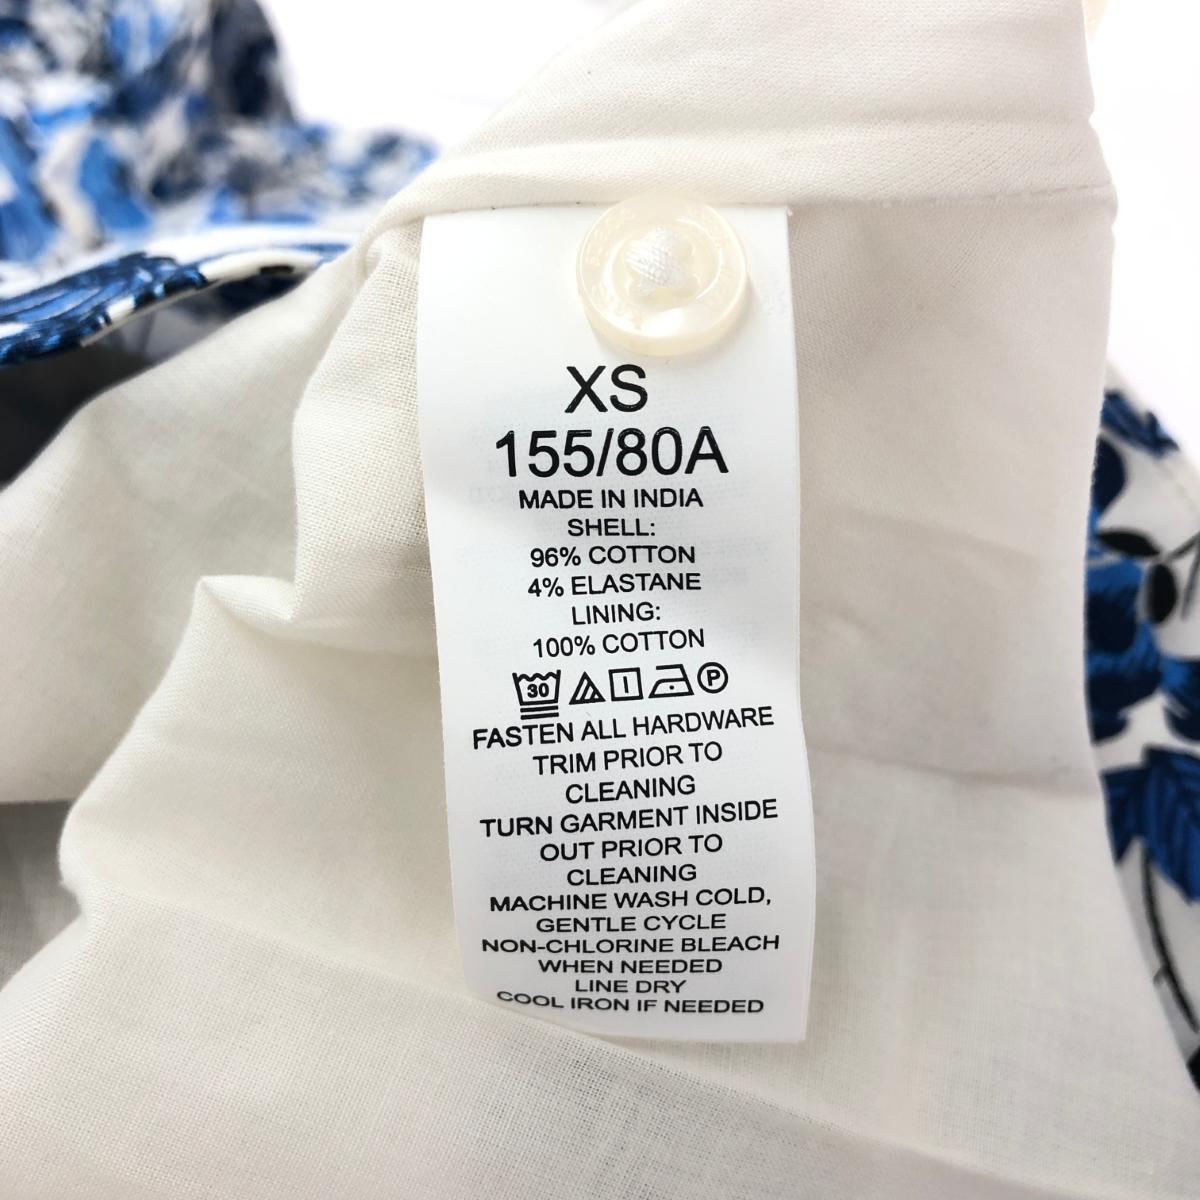 XS
155/80A
MADE IN INDIA
SHELL:
96% COTTON
4% ELASTANE
LINING:
100% COTTON
30 P
FASTEN ALL HARDWARE
TRIM PRIOR TO
CLEANING
TURN GARMENT INSIDE
OUT PRIOR TO
CLEANING
MACHINE WASH COLD,
GENTLE CYCLE
NON-CHLORINE BLEACH
WHEN NEEDED
LINE DRY
COOL IRON IF NEEDED